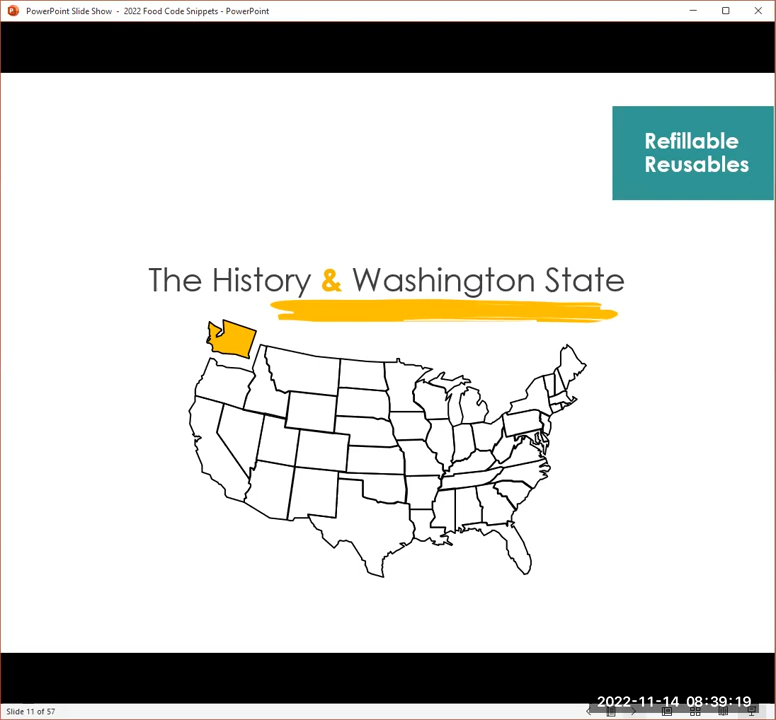 PowerPoint Slide Show - 2022 Food Code Snippets - PowerPoint
Refillable
Reusables
The History & Washington State
2022-11-14 08:39:19
Slide 11 of 57